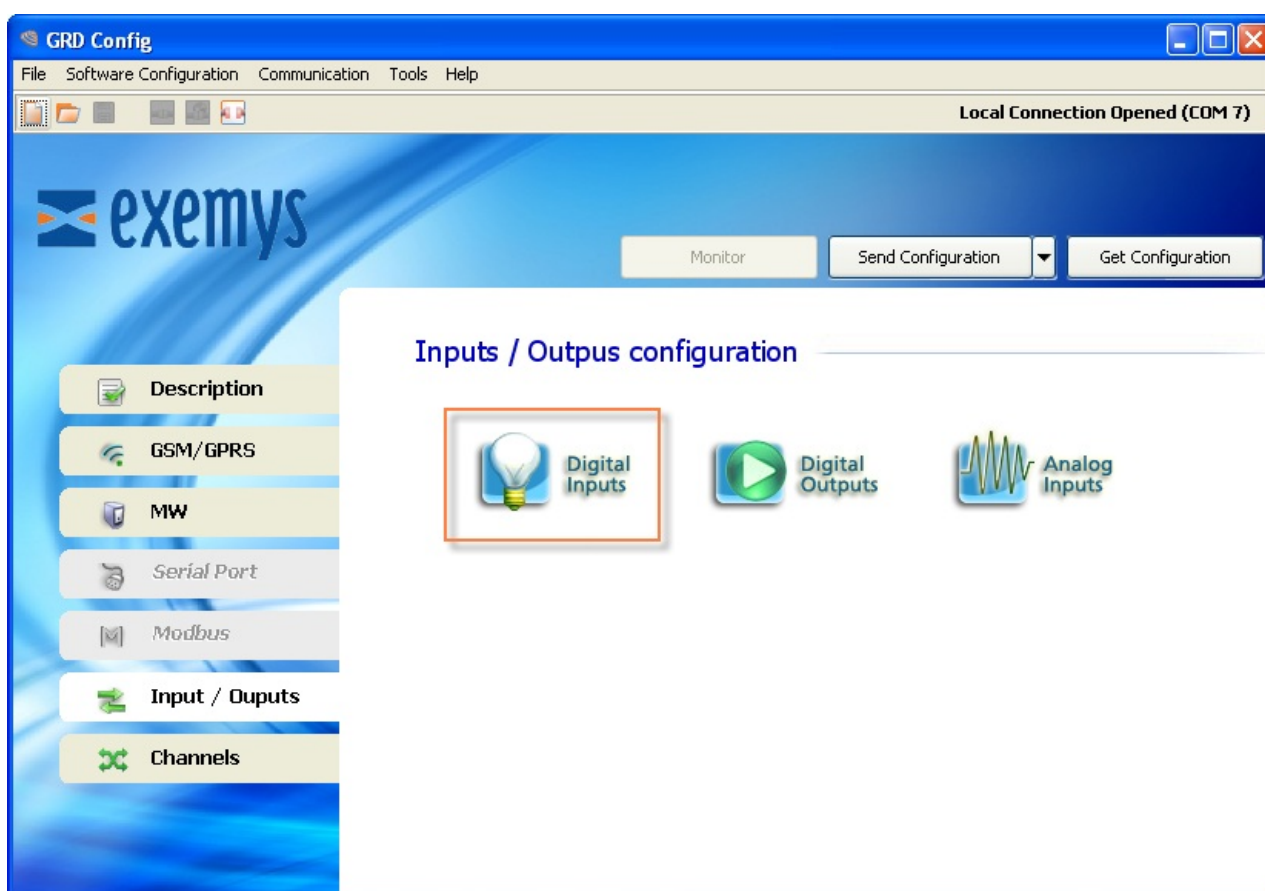 GRD Config
File Software Configuration Communication Tools Help
Local Connection Opened (COM 7)
exemys
Monitor
Send Configuration
Get Configuration
Inputs / Outpus configuration
Description
GSM/GPRS
MW
Serial Port
Modbus
Input / Ouputs
Channels
Digital
Inputs
Digital
Outputs
Analog
Inputs